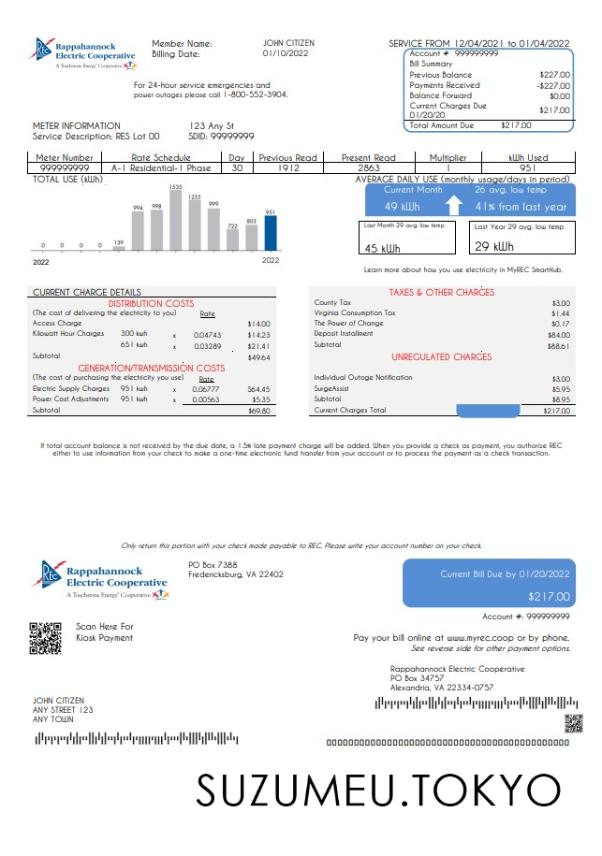 Rappahannock
Electric Cooperative
A Touchstone Energy® Cooperative
Member Name: JOHN CITIZEN
Billing Date: 01/10/2022
SERVICE FROM 12/04/2021 to 01/04/2022
Account #: 999999999
Bill Summary
Previous Balance $227.00
Payments Received -$227.00
Balance Forward $0.00
Current Charges Due
01/20/20 $217.00
Total Amount Due $217.00
For 24-hour service emergencies and
power outages please call 1-800-552-3904.
METER INFORMATION 123 Any St
Service Description: RES Lot 00 SDID: 99999999
Meter Number Rate Schedule Day Previous Read Present Read Multiplier kWh Used
999999999 A-1 Residential-1 Phase 30 1912 2863 1 951
TOTAL USE (kWh)
0 0 0 0 139 994 998 1535 1233 999 722 803 951
2022 2022
AVERAGE DAILY USE (monthly usage/days in period)
Current Month 26 avg. low temp
49 kWh 41% from last year
Last Month 29 avg. low temp
45 kWh
Last Year 29 avg. low temp
29 kWh
Learn more about how you use electricity in MyREC SmartHub.
CURRENT CHARGE DETAILS
DISTRIBUTION COSTS
(The cost of delivering the electricity to you) Rate
Access Charge $14.00
Kilowatt Hour Charges 300 kwh x 0.04743 $14.23
651 kwh x 0.03289 $21.41
Subtotal $49.64
GENERATION/TRANSMISSION COSTS
(The cost of purchasing the electricity you use) Rate
Electric Supply Charges 951 kwh x 0.06777 $64.45
Power Cost Adjustments 951 kwh x 0.00563 $5.35
Subtotal $69.80
TAXES & OTHER CHARGES
County Tax $3.00
Virginia Consumption Tax $1.44
The Power of Change $0.17
Deposit Installment $84.00
Subtotal $88.61
UNREGULATED CHARGES
Individual Outage Notification $3.00
SurgeAssist $5.95
Subtotal $8.95
Current Charges Total $217.00
If total account balance is not received by the due date, a 1.5% late payment charge will be added. When you provide a check as payment, you authorize REC
either to use information from your check to make a one-time electronic fund transfer from your account or to process the payment as a check transaction.
Only return this portion with your check made payable to REC. Please write your account number on your check.
Rappahannock
Electric Cooperative
A Touchstone Energy® Cooperative
PO Box 7388
Fredericksburg, VA 22402
Current Bill Due by 01/20/2022
$217.00
Account #: 999999999
Scan Here For
Kiosk Payment
Pay your bill online at www.myrec.coop or by phone.
See reverse side for other payment options.
Rappahannock Electric Cooperative
PO Box 34757
Alexandria, VA 22334-0757
JOHN CITIZEN
ANY STREET 123
ANY TOWN
SUZUMEU.TOKYO